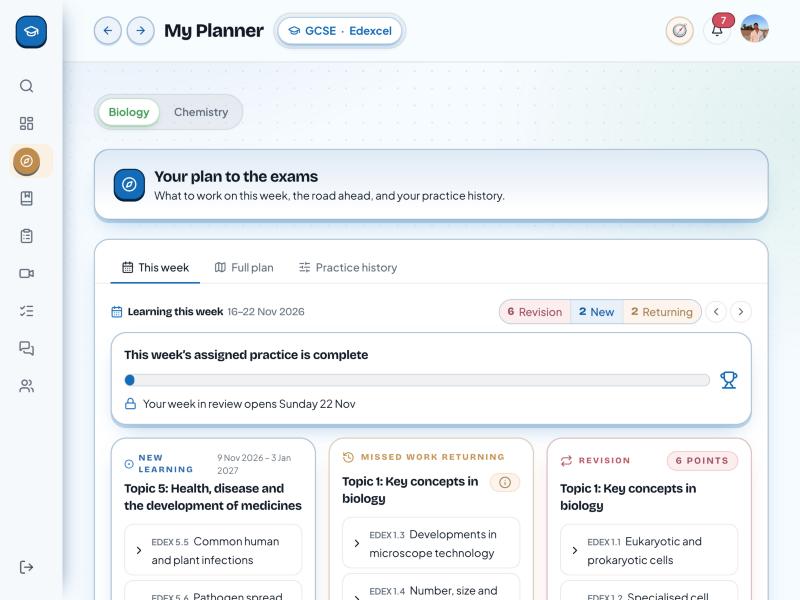 My Planner
GCSE · Edexcel
7
Biology
Chemistry
Your plan to the exams
What to work on this week, the road ahead, and your practice history.
This week
Full plan
Practice history
Learning this week 16–22 Nov 2026
6 Revision
2 New
2 Returning
This week's assigned practice is complete
Your week in review opens Sunday 22 Nov
NEW
LEARNING
9 Nov 2026 – 3 Jan
2027
Topic 5: Health, disease and
the development of medicines
EDEX 5.5 Common human
and plant infections
EDEX 5.6 Pathogen spread
MISSED WORK RETURNING
Topic 1: Key concepts in
biology
EDEX 1.3 Developments in
microscope technology
EDEX 1.4 Number, size and
REVISION
6 POINTS
Topic 1: Key concepts in
biology
EDEX 1.1 Eukaryotic and
prokaryotic cells
EDEX 1.2 Specialised cell